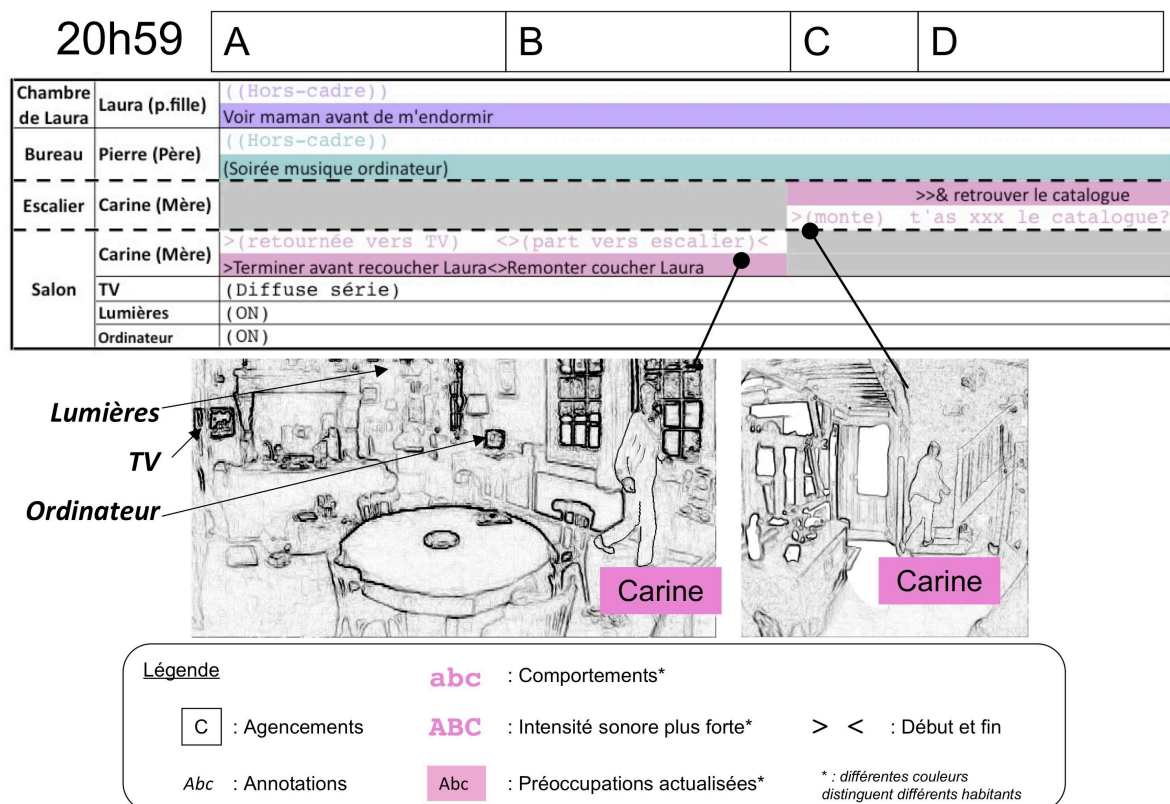 20h59 A B C D
Chambre de Laura Laura (p.fille) ((Hors-cadre))
Voir maman avant de m'endormir
Bureau Pierre (Père) ((Hors-cadre))
(Soirée musique ordinateur)
Escalier Carine (Mère) >>& retrouver le catalogue
>(monte) t'as xxx le catalogue?
Salon Carine (Mère) >(retournée vers TV) <>(part vers escalier)<
>Terminer avant recoucher Laura<>Remonter coucher Laura
TV (Diffuse série)
Lumières (ON)
Ordinateur (ON)
Lumières
TV
Ordinateur
Carine
Carine
Légende
abc : Comportements*
C : Agencements
ABC : Intensité sonore plus forte*
> < : Début et fin
Abc : Annotations
Abc : Préoccupations actualisées*
* : différentes couleurs
distinguent différents habitants